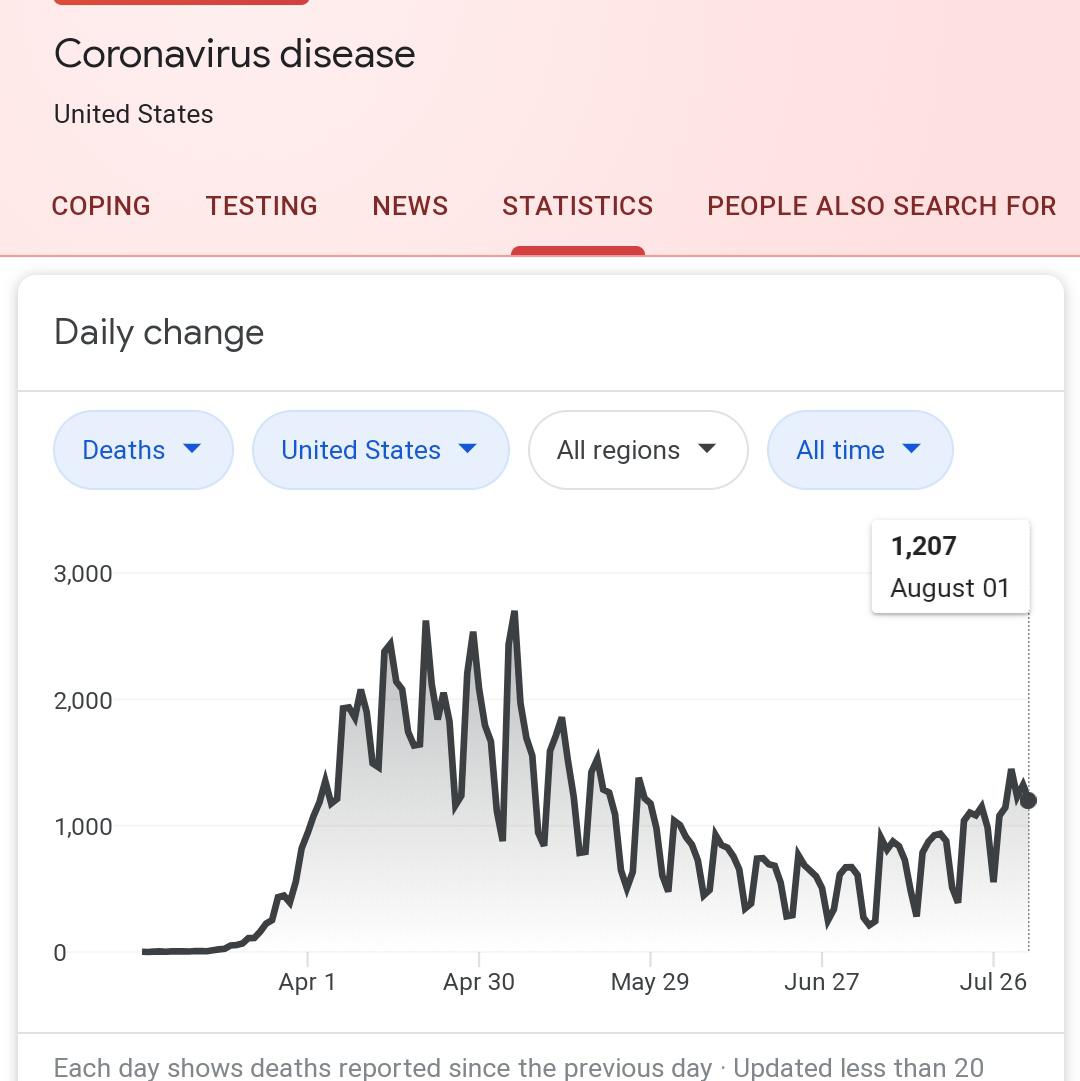 Coronavirus disease
United States
COPING TESTING NEWS STATISTICS PEOPLE ALSO SEARCH FOR
Daily change
Deaths United States All regions All time
1,207
August 01
3,000
2,000
1,000
0
Apr 1 Apr 30 May 29 Jun 27 Jul 26
Each day shows deaths reported since the previous day · Updated less than 20